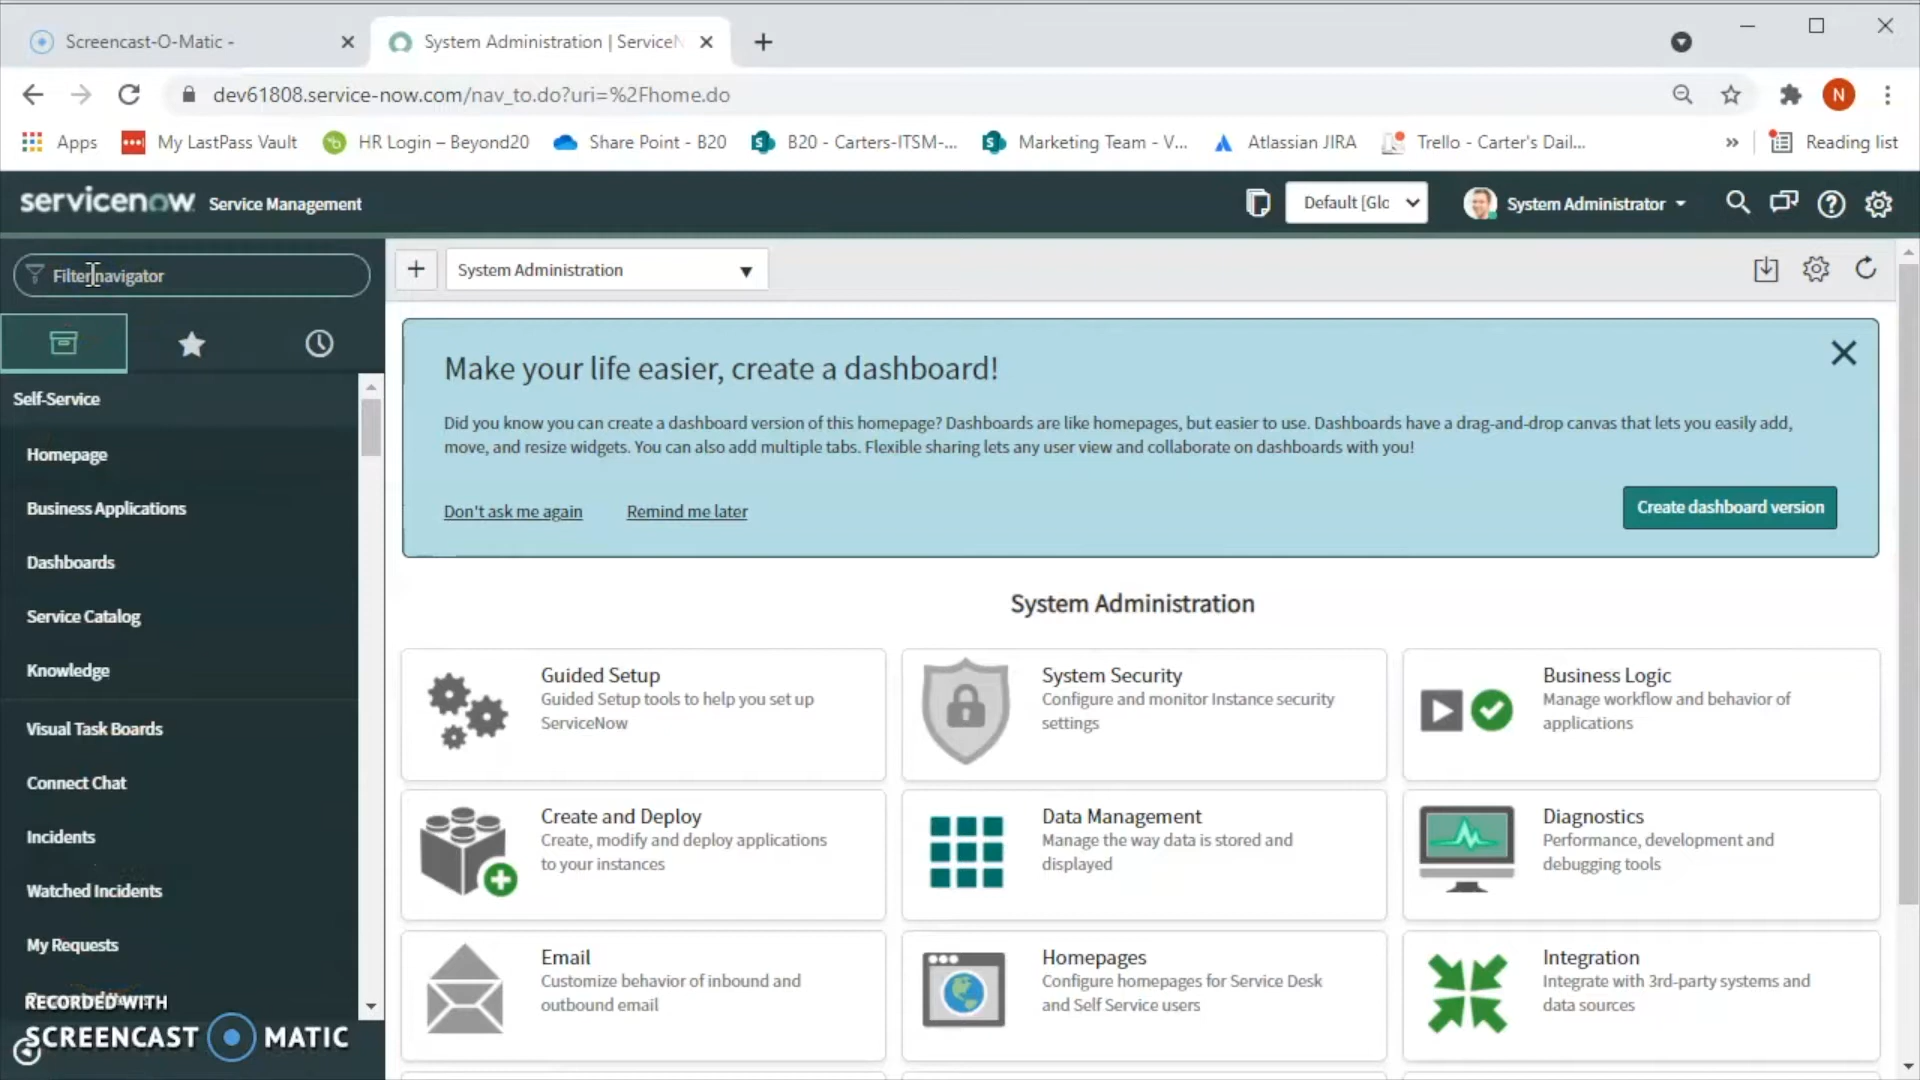 Screencast-O-Matic -
System Administration | ServiceN
dev61808.service-now.com/nav_to.do?uri=%2Fhome.do
N
Apps
My LastPass Vault
HR Login – Beyond20
Share Point - B20
B20 - Carters-ITSM-...
Marketing Team - V...
Atlassian JIRA
Trello - Carter's Dail...
»
Reading list
servicenow Service Management
Default [Glo
System Administrator
Filter navigator
System Administration
Self-Service
Homepage
Business Applications
Dashboards
Service Catalog
Knowledge
Visual Task Boards
Connect Chat
Incidents
Watched Incidents
My Requests
RECORDED WITH
SCREENCAST MATIC
Make your life easier, create a dashboard!
Did you know you can create a dashboard version of this homepage? Dashboards are like homepages, but easier to use. Dashboards have a drag-and-drop canvas that lets you easily add,
move, and resize widgets. You can also add multiple tabs. Flexible sharing lets any user view and collaborate on dashboards with you!
Don't ask me again
Remind me later
Create dashboard version
System Administration
Guided Setup
Guided Setup tools to help you set up
ServiceNow
System Security
Configure and monitor Instance security
settings
Business Logic
Manage workflow and behavior of
applications
Create and Deploy
Create, modify and deploy applications
to your instances
Data Management
Manage the way data is stored and
displayed
Diagnostics
Performance, development and
debugging tools
Email
Customize behavior of inbound and
outbound email
Homepages
Configure homepages for Service Desk
and Self Service users
Integration
Integrate with 3rd-party systems and
data sources